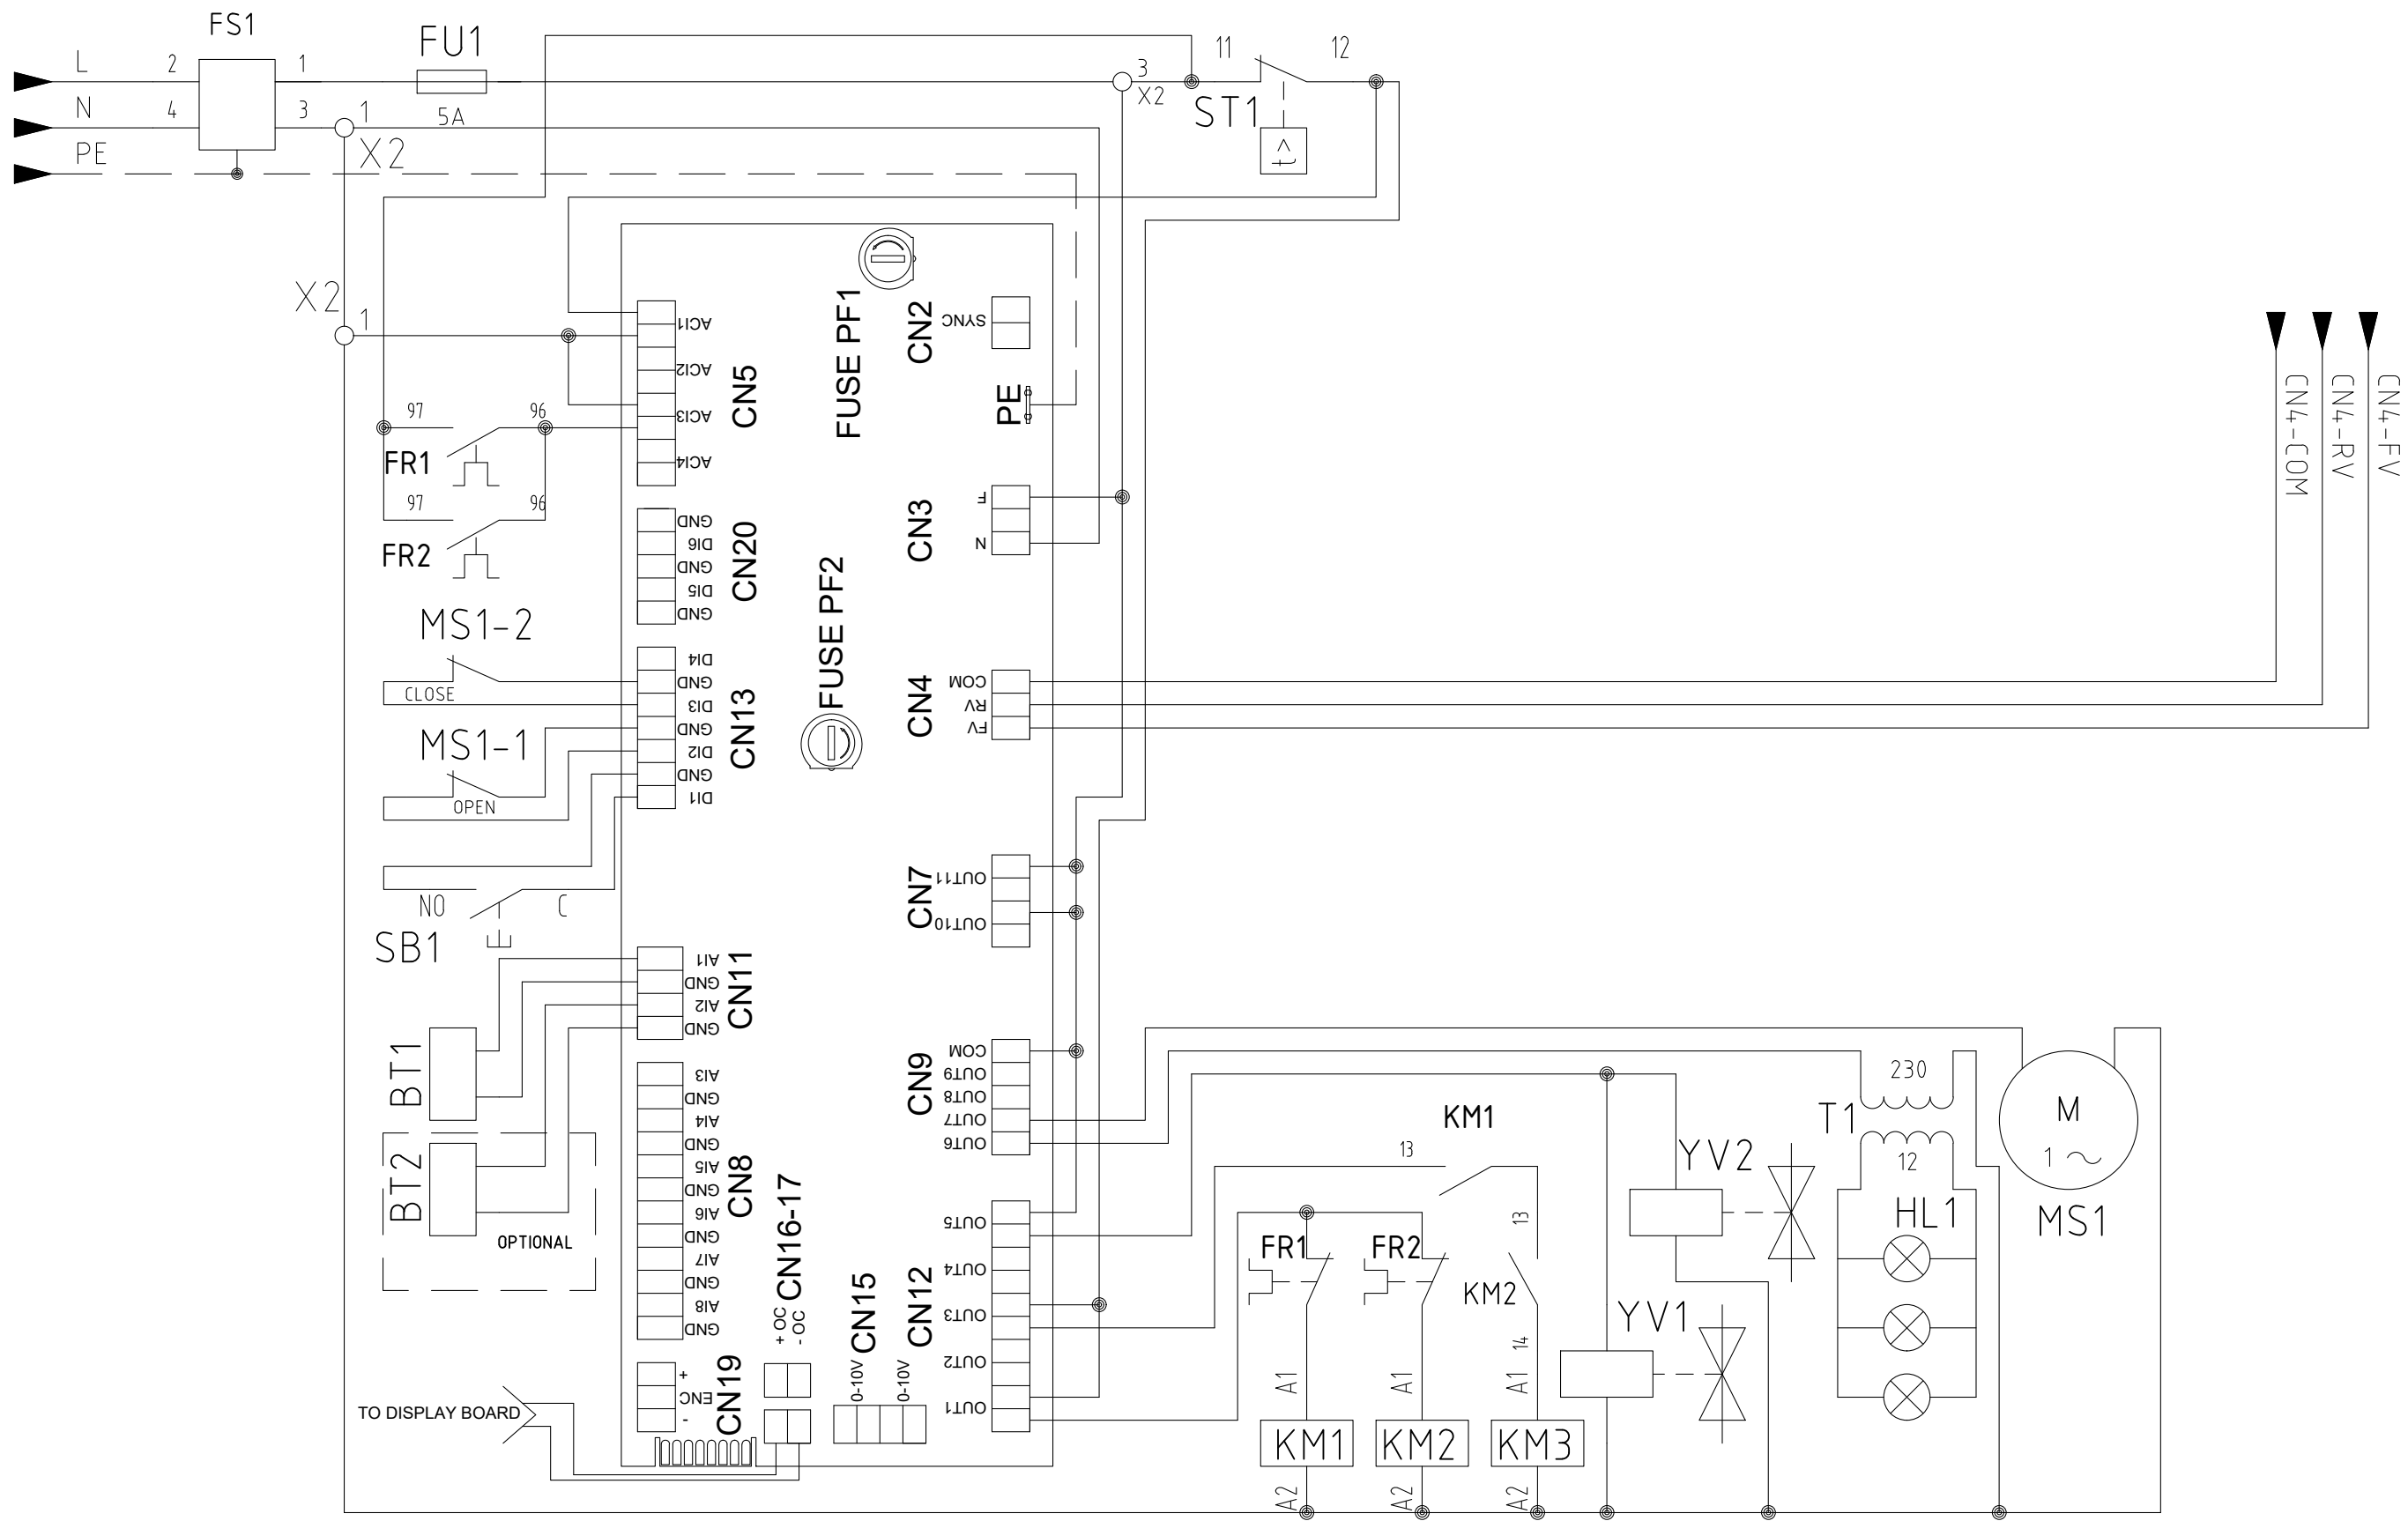 FS1
FU1
L
2
1
3
X2
11
12
N
4
3
1
5A
ST1
PE
X2
t>
X2
1
FUSE PF1
CN2
SYNC
ACI1
ACI2
ACI3
ACI4
CN5
PE
CN4-COM
CN4-RV
CN4-FV
97
96
FR1
97
96
FR2
GND
DI6
GND
DI5
GND
CN20
CN3
F
N
FUSE PF2
MS1-2
CLOSE
DI4
GND
DI3
GND
DI2
GND
DI1
CN13
CN4
COM
RV
FV
MS1-1
OPEN
NO
C
SB1
CN7
OUT11
OUT10
AI1
GND
AI2
GND
CN11
BT1
BT2
OPTIONAL
AI3
GND
AI4
GND
AI5
GND
AI6
GND
AI7
GND
AI8
GND
CN8
CN9
COM
OUT9
OUT8
OUT7
OUT6
CN16-17
+ OC
- OC
CN15
0-10V
0-10V
CN12
OUT5
OUT4
OUT3
OUT2
OUT1
+
ENC
-
CN19
TO DISPLAY BOARD
KM1
13
13
FR1
FR2
KM2
14
A1
A1
A1
KM1
KM2
KM3
A2
A2
A2
YV2
YV1
T1
230
12
HL1
M
1
MS1